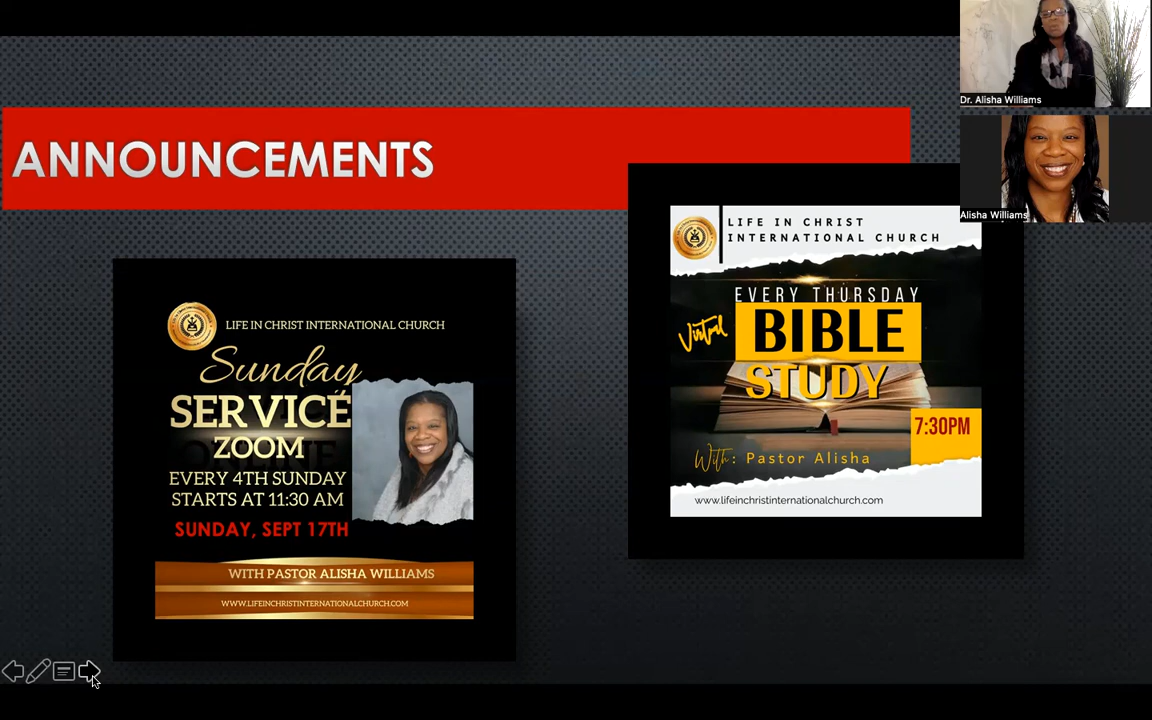 ANNOUNCEMENTS
Dr. Alisha Williams
Alisha Williams
LIFE IN CHRIST INTERNATIONAL CHURCH
Sunday
SERVICE
ZOOM
EVERY 4TH SUNDAY
STARTS AT 11:30 AM
SUNDAY, SEPT 17TH
WITH PASTOR ALISHA WILLIAMS
WWW.LIFEINCHRISTINTERNATIONALCHURCH.COM
LIFE IN CHRIST
INTERNATIONAL CHURCH
EVERY THURSDAY
Virtual
BIBLE
STUDY
7:30PM
With: Pastor Alisha
www.lifeinchristinternationalchurch.com